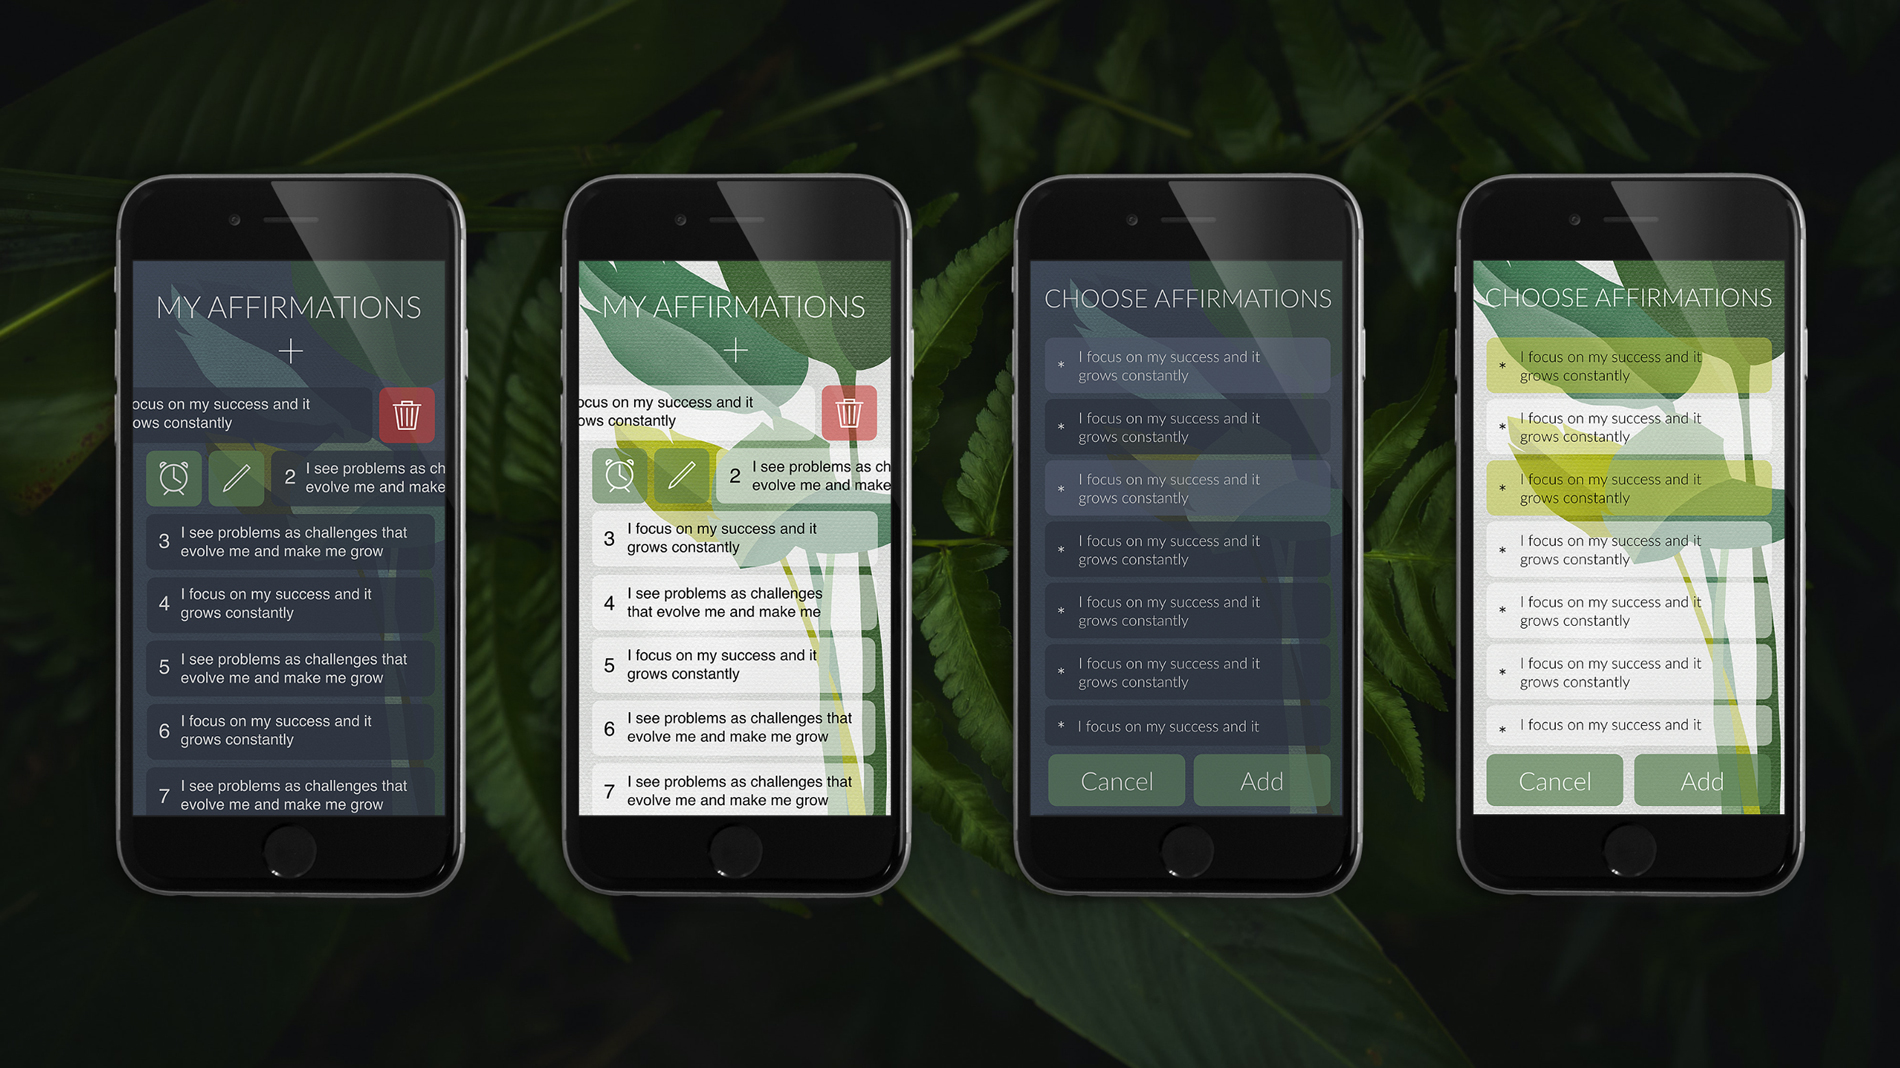 MY AFFIRMATIONS
ocus on my success and it
ows constantly
2
I see problems as ch
evolve me and make
3
I see problems as challenges that
evolve me and make me grow
4
I focus on my success and it
grows constantly
5
I see problems as challenges that
evolve me and make me grow
6
I focus on my success and it
grows constantly
7
I see problems as challenges that
evolve me and make me grow
MY AFFIRMATIONS
ocus on my success and it
ows constantly
2
I see problems as ch
evolve me and make
3
I focus on my success and it
grows constantly
4
I see problems as challenges
that evolve me and make me
5
I focus on my success and it
grows constantly
6
I see problems as challenges that
evolve me and make me grow
7
I see problems as challenges that
evolve me and make me grow
CHOOSE AFFIRMATIONS
* I focus on my success and it
grows constantly
* I focus on my success and it
grows constantly
* I focus on my success and it
grows constantly
* I focus on my success and it
grows constantly
* I focus on my success and it
grows constantly
* I focus on my success and it
grows constantly
* I focus on my success and it
Cancel
Add
CHOOSE AFFIRMATIONS
* I focus on my success and it
grows constantly
* I focus on my success and it
grows constantly
* I focus on my success and it
grows constantly
* I focus on my success and it
grows constantly
* I focus on my success and it
grows constantly
* I focus on my success and it
grows constantly
* I focus on my success and it
Cancel
Add